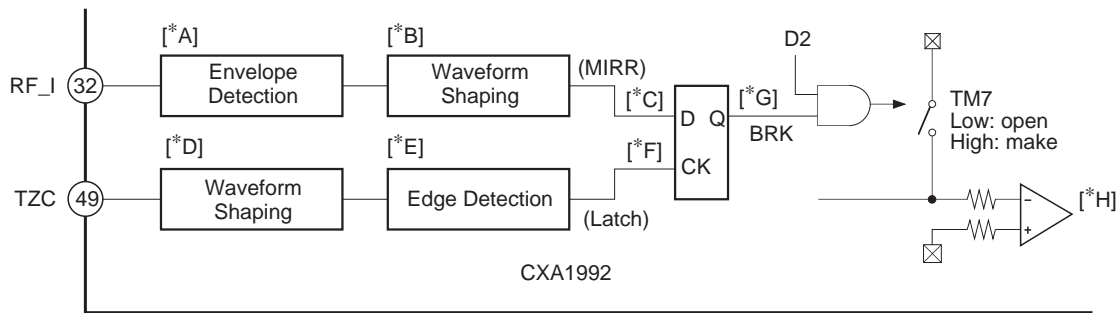 [*A]
[*B]
D2
RF_I
32
Envelope
Detection
Waveform
Shaping
(MIRR)
[*C]
D
Q
[*G]
BRK
TM7
Low: open
High: make
[*D]
[*E]
[*F]
CK
TZC
49
Waveform
Shaping
Edge Detection
(Latch)
–
+
[*H]
CXA1992